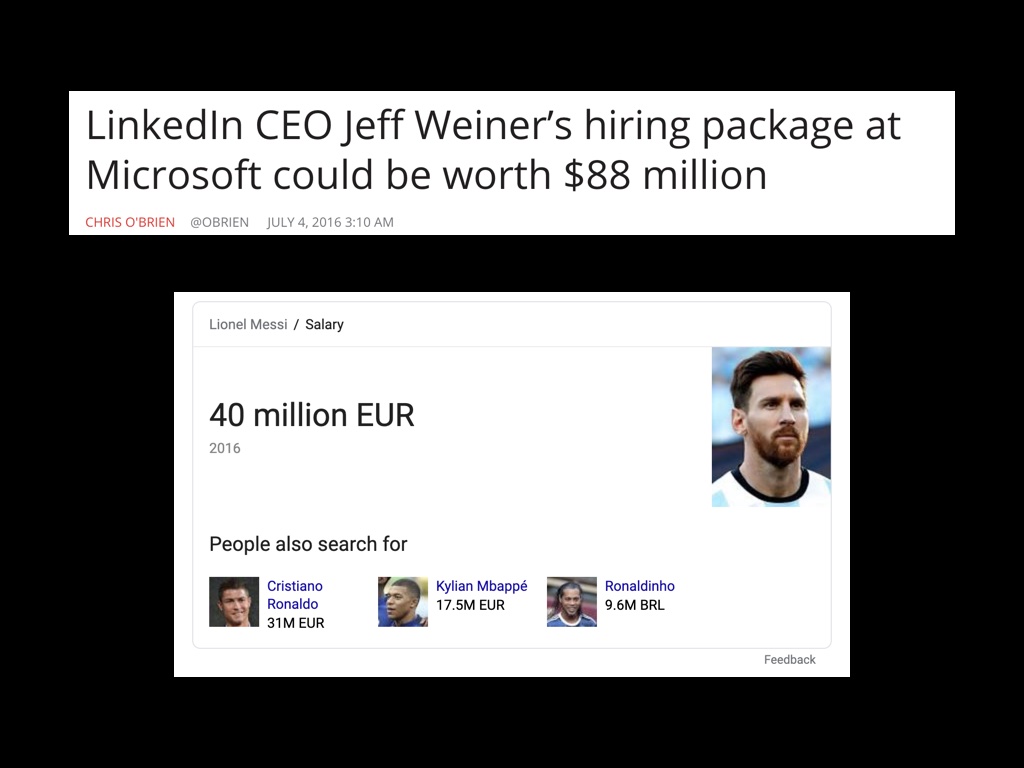 LinkedIn CEO Jeff Weiner’s hiring package at
Microsoft could be worth $88 million
CHRIS O'BRIEN @OBRIEN JULY 4, 2016 3:10 AM
Lionel Messi / Salary
40 million EUR
2016
People also search for
Cristiano
Ronaldo
31M EUR
Kylian Mbappé
17.5M EUR
Ronaldinho
9.6M BRL
Feedback